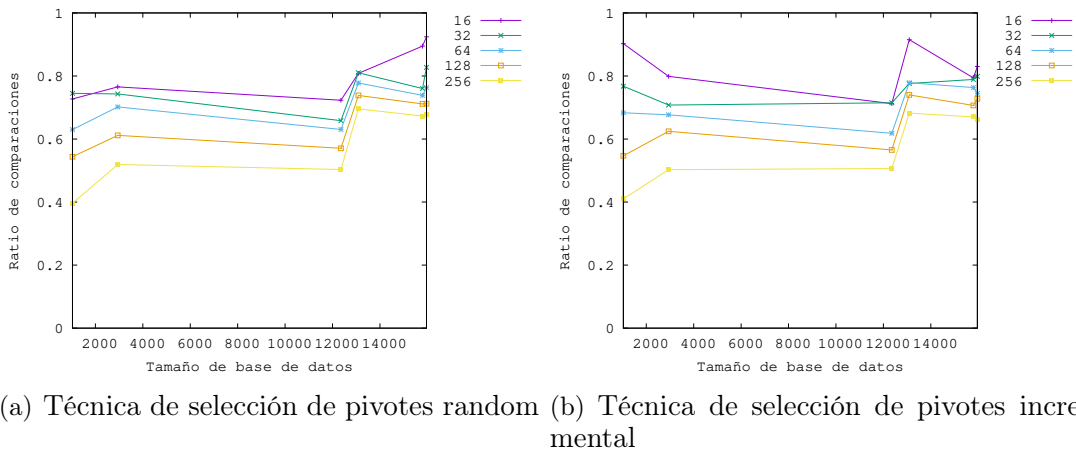 1
0.8
0.6
0.4
0.2
0
Ratio de comparaciones
2000 4000 6000 8000 10000 12000 14000
Tamaño de base de datos
16
32
64
128
256
(a) Técnica de selección de pivotes random
1
0.8
0.6
0.4
0.2
0
Ratio de comparaciones
2000 4000 6000 8000 10000 12000 14000
Tamaño de base de datos
16
32
64
128
256
(b) Técnica de selección de pivotes incre
mental